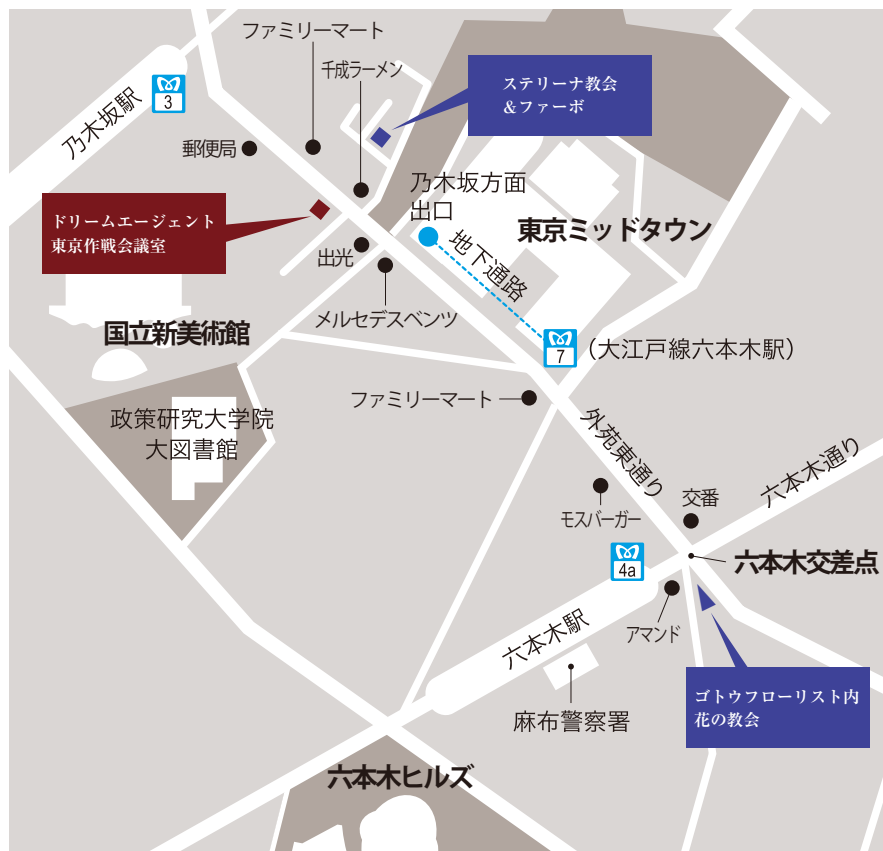 ファミリーマート
千成ラーメン
ステリーナ教会
&ファーボ
3
乃木坂駅
郵便局
乃木坂方面
出口
ドリームエージェント
東京作戦会議室
東京ミッドタウン
出光
地下通路
メルセデスベンツ
国立新美術館
7
(大江戸線六本木駅)
ファミリーマート
政策研究大学院
大図書館
外苑東通り
六本木通り
モスバーガー
交番
4a
六本木交差点
アマンド
六本木駅
ゴトウフローリスト内
花の教会
麻布警察署
六本木ヒルズ